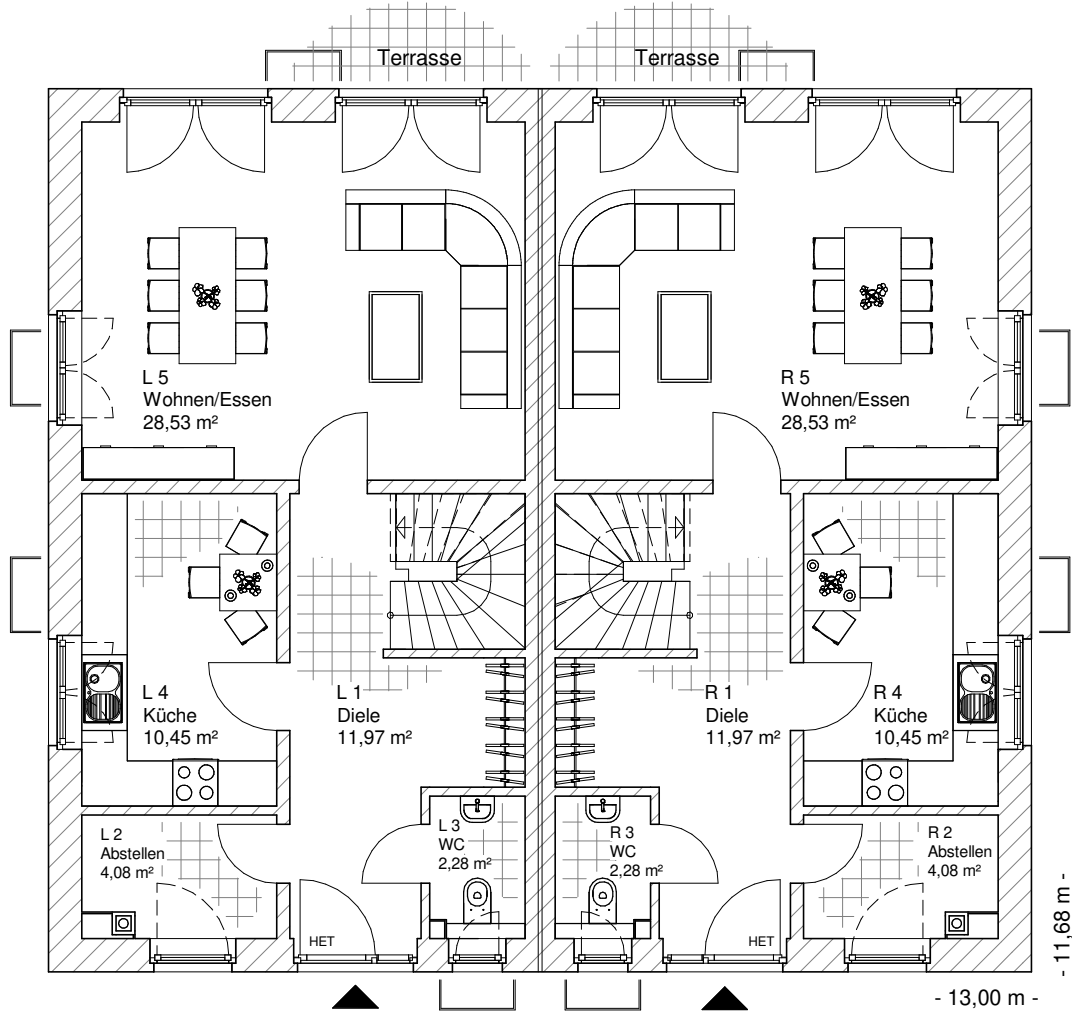 Terrasse
Terrasse
L 5
Wohnen/Essen
28,53 m²
R 5
Wohnen/Essen
28,53 m²
L 4
Küche
10,45 m²
L 1
Diele
11,97 m²
R 1
Diele
11,97 m²
R 4
Küche
10,45 m²
L 2
Abstellen
4,08 m²
L 3
WC
2,28 m²
R 3
WC
2,28 m²
R 2
Abstellen
4,08 m²
HET
HET
- 11,68 m -
- 13,00 m -